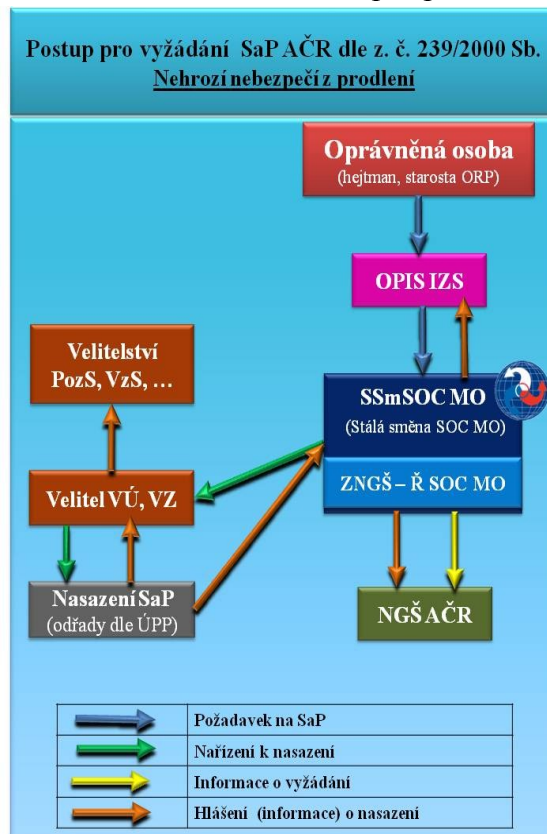 Postup pro vyžádání SaP AČR dle z. č. 239/2000 Sb.
Nehrozí nebezpečí z prodlení
Oprávněná osoba
(hejtman, starosta ORP)
OPIS IZS
Velitelství
PozS, VzS, ...
SSmSOC MO
(Stálá směna SOC MO)
Velitel VÚ, VZ
ZNGŠ – Ř SOC MO
Nasazení SaP
(odřady dle ÚPP)
NGŠ AČR
Požadavek na SaP
Nařízení k nasazení
Informace o vyžádání
Hlášení (informace) o nasazení